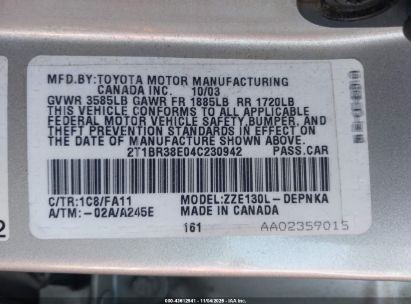 MFD.BY:TOYOTA MOTOR MANUFACTURING
CANADA INC. 10/03
GVWR 3585LB GAWR FR 1885LB RR 1720LB
THIS VEHICLE CONFORMS TO ALL APPLICABLE
FEDERAL MOTOR VEHICLE SAFETY,BUMPER, AND
THEFT PREVENTION STANDARDS IN EFFECT ON
THE DATE OF MANUFACTURE SHOWN ABOVE.
2T1BR38E04C230942 PASS.CAR
C/TR:1C8/FA11 MODEL:ZZE130L-DEPNKA
A/TM:-02A/A245E MADE IN CANADA
161 AA02359015
2